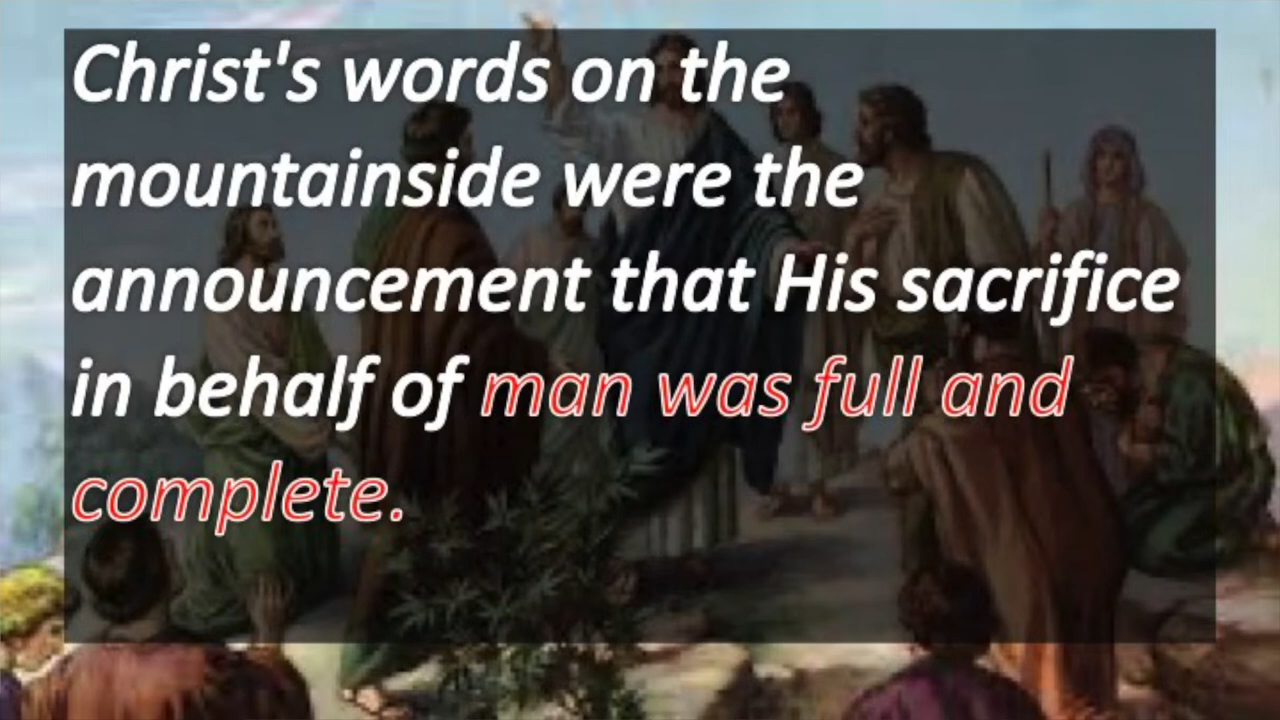 Christ's words on the
mountainside were the
announcement that His sacrifice
in behalf of man was full and
complete.